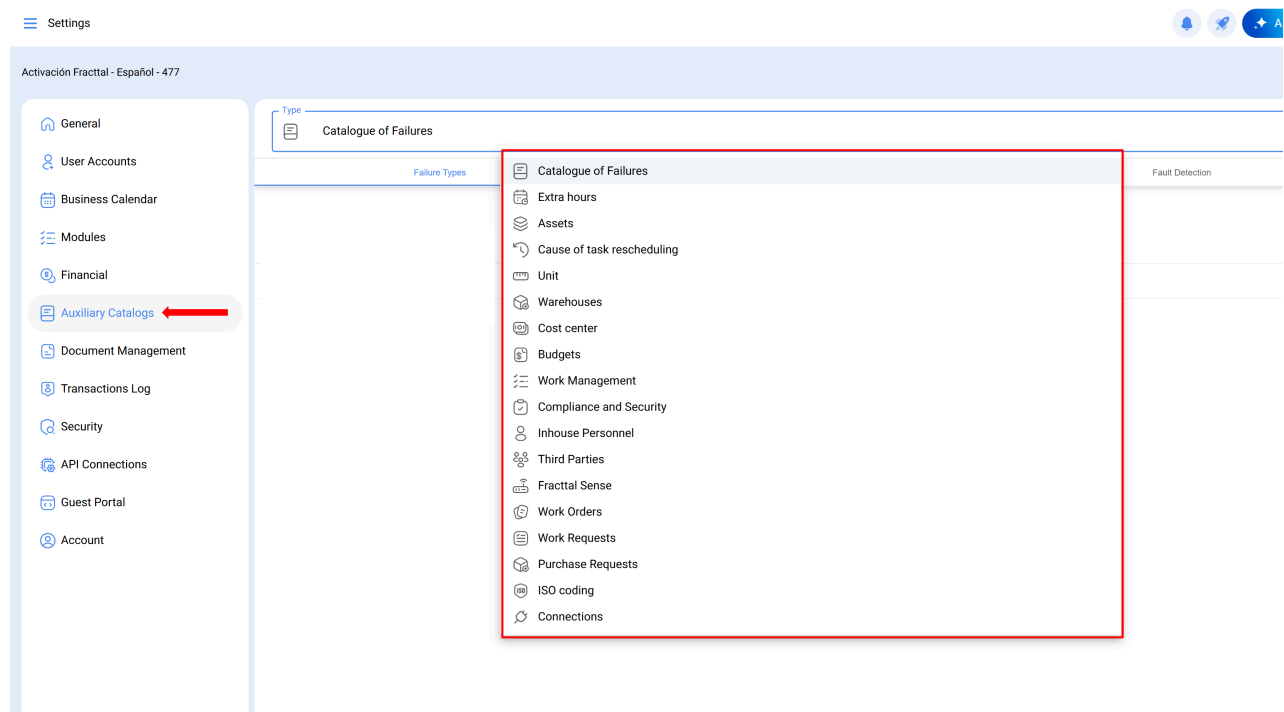 Settings
A
Activación Fracttal - Español - 477
General
User Accounts
Business Calendar
Modules
Financial
Auxiliary Catalogs
Document Management
Transactions Log
Security
API Connections
Guest Portal
Account
Type
Catalogue of Failures
Failure Types
Fault Detection
Catalogue of Failures
Extra hours
Assets
Cause of task rescheduling
Unit
Warehouses
Cost center
Budgets
Work Management
Compliance and Security
Inhouse Personnel
Third Parties
Fracttal Sense
Work Orders
Work Requests
Purchase Requests
ISO coding
Connections